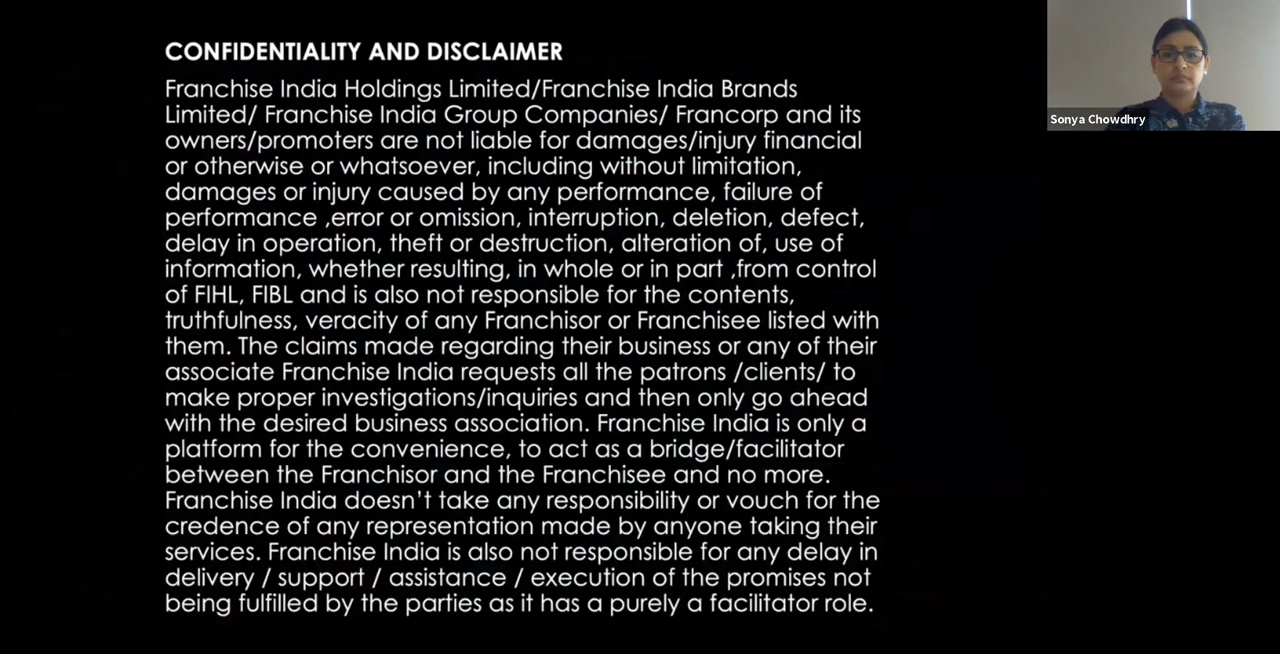 CONFIDENTIALITY AND DISCLAIMER
Franchise India Holdings Limited/Franchise India Brands
Limited/ Franchise India Group Companies/ Francorp and its
owners/promoters are not liable for damages/injury financial
or otherwise or whatsoever, including without limitation,
damages or injury caused by any performance, failure of
performance ,error or omission, interruption, deletion, defect,
delay in operation, theft or destruction, alteration of, use of
information, whether resulting, in whole or in part ,from control
of FIHL, FIBL and is also not responsible for the contents,
truthfulness, veracity of any Franchisor or Franchisee listed with
them. The claims made regarding their business or any of their
associate Franchise India requests all the patrons /clients/ to
make proper investigations/inquiries and then only go ahead
with the desired business association. Franchise India is only a
platform for the convenience, to act as a bridge/facilitator
between the Franchisor and the Franchisee and no more.
Franchise India doesn't take any responsibility or vouch for the
credence of any representation made by anyone taking their
services. Franchise India is also not responsible for any delay in
delivery / support / assistance / execution of the promises not
being fulfilled by the parties as it has a purely a facilitator role.
Sonya Chowdhry